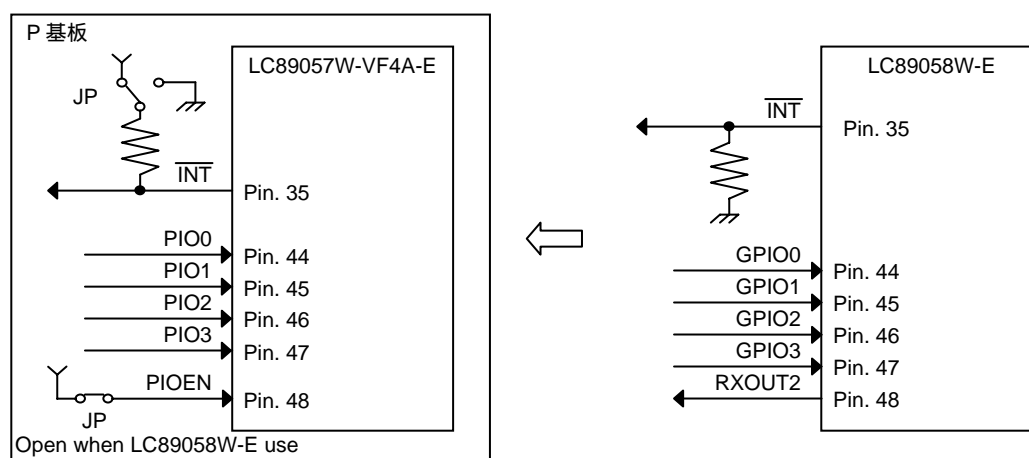 P 基板
LC89057W-VF4A-E
JP
INT
Pin. 35
PIO0
Pin. 44
PIO1
Pin. 45
PIO2
Pin. 46
PIO3
Pin. 47
PIOEN
Pin. 48
JP
Open when LC89058W-E use
LC89058W-E
INT
Pin. 35
GPIO0
Pin. 44
GPIO1
Pin. 45
GPIO2
Pin. 46
GPIO3
Pin. 47
RXOUT2
Pin. 48